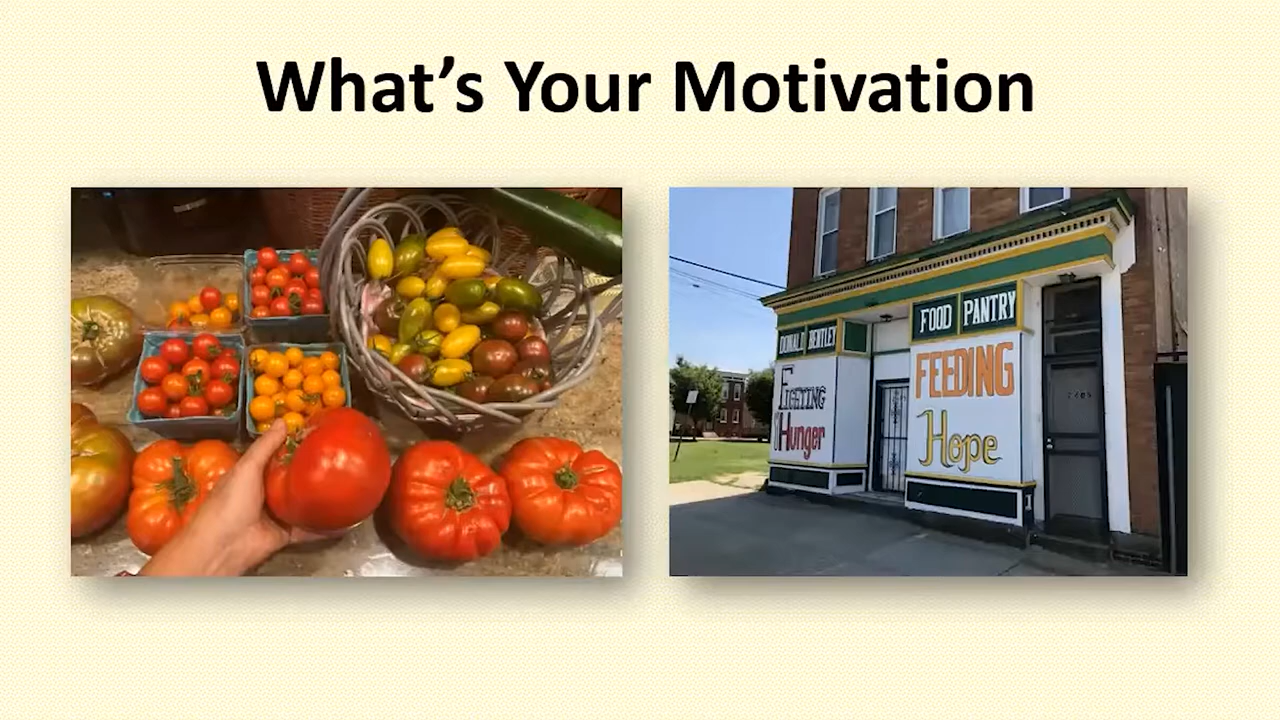 What's Your Motivation
DONALD BENTLEY
FOOD PANTRY
FIGHTING
Hunger
FEEDING
Hope